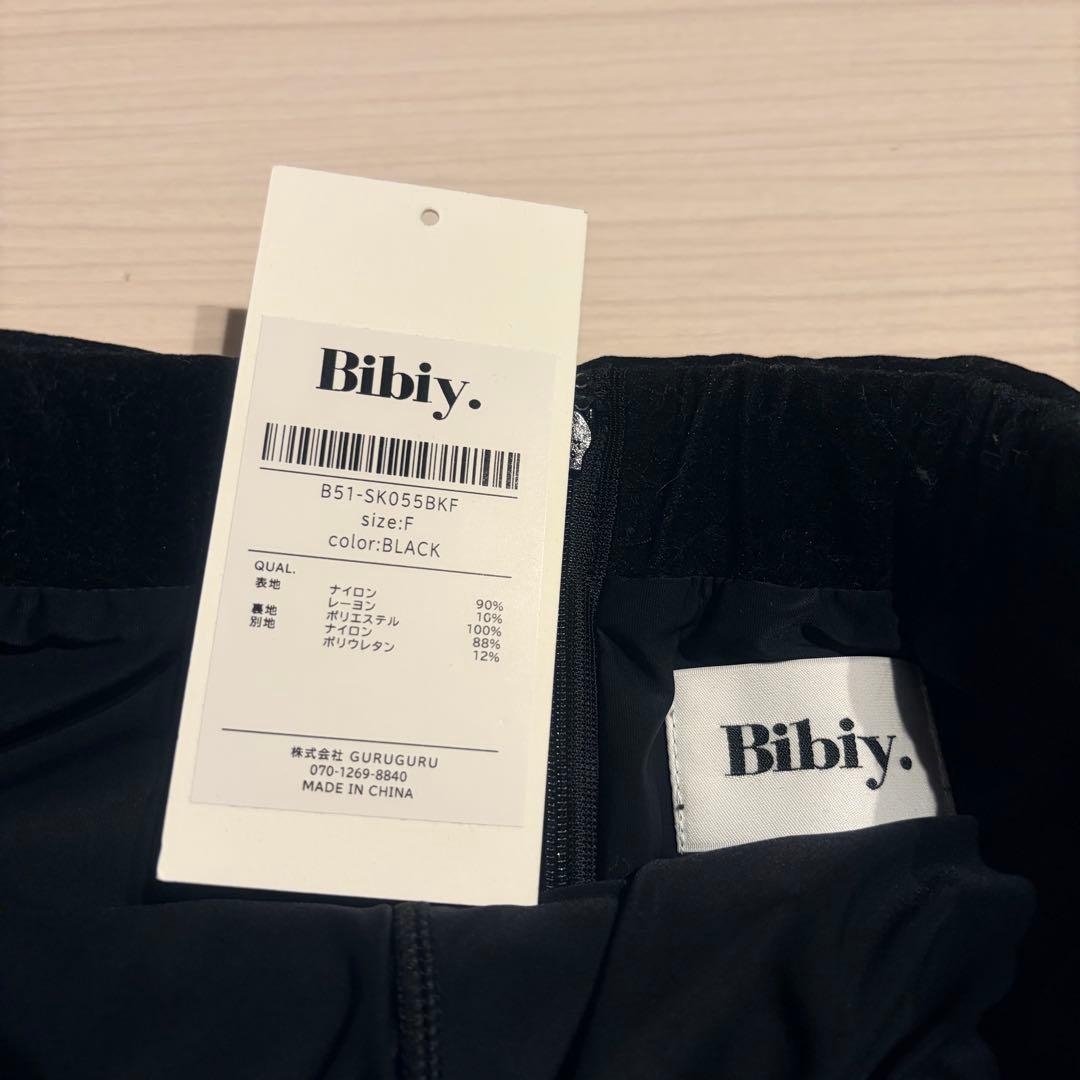 Bibiy.
B51-SK055BKF
size:F
color:BLACK
QUAL.
表地 ナイロン 90%
レーヨン 10%
裏地 ポリエステル 100%
別地 ナイロン 88%
ポリウレタン 12%
株式会社 GURUGURU
070-1269-8840
MADE IN CHINA
Bibiy.